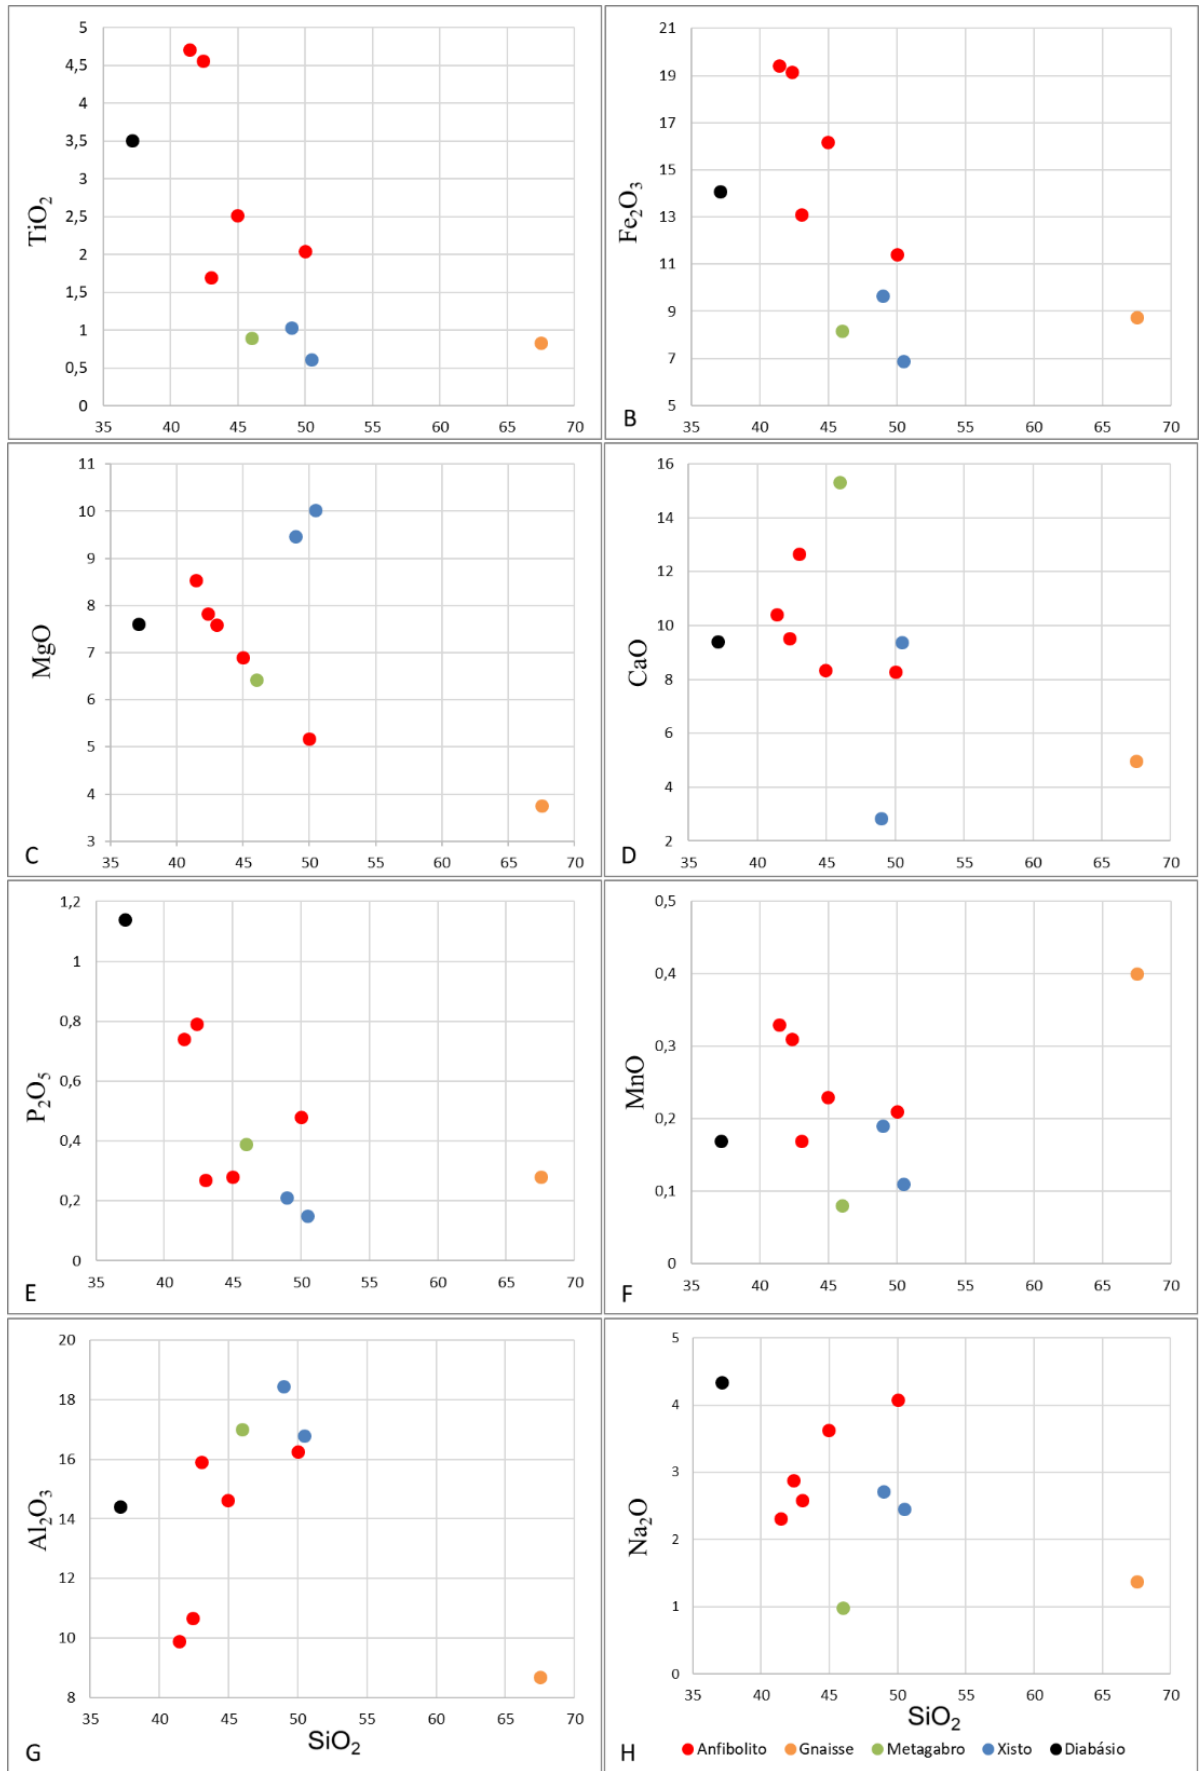 5
4,5
4
3,5
3
2,5
2
1,5
1
0,5
0
TiO₂
35 40 45 50 55 60 65 70
21
19
17
15
13
11
9
7
5
Fe₂O₃
B
35 40 45 50 55 60 65 70
11
10
9
8
7
6
5
4
3
MgO
C
35 40 45 50 55 60 65 70
16
14
12
10
8
6
4
2
CaO
D
35 40 45 50 55 60 65 70
1,2
1
0,8
0,6
0,4
0,2
0
P₂O₅
E
35 40 45 50 55 60 65 70
0,5
0,4
0,3
0,2
0,1
0
MnO
F
35 40 45 50 55 60 65 70
20
18
16
14
12
10
8
Al₂O₃
35 40 45 50 55 60 65 70
SiO₂
G
5
4
3
2
1
0
Na₂O
35 40 45 50 55 60 65 70
SiO₂
H
Anfibolito Gnaisse Metagabro Xisto Diabásio